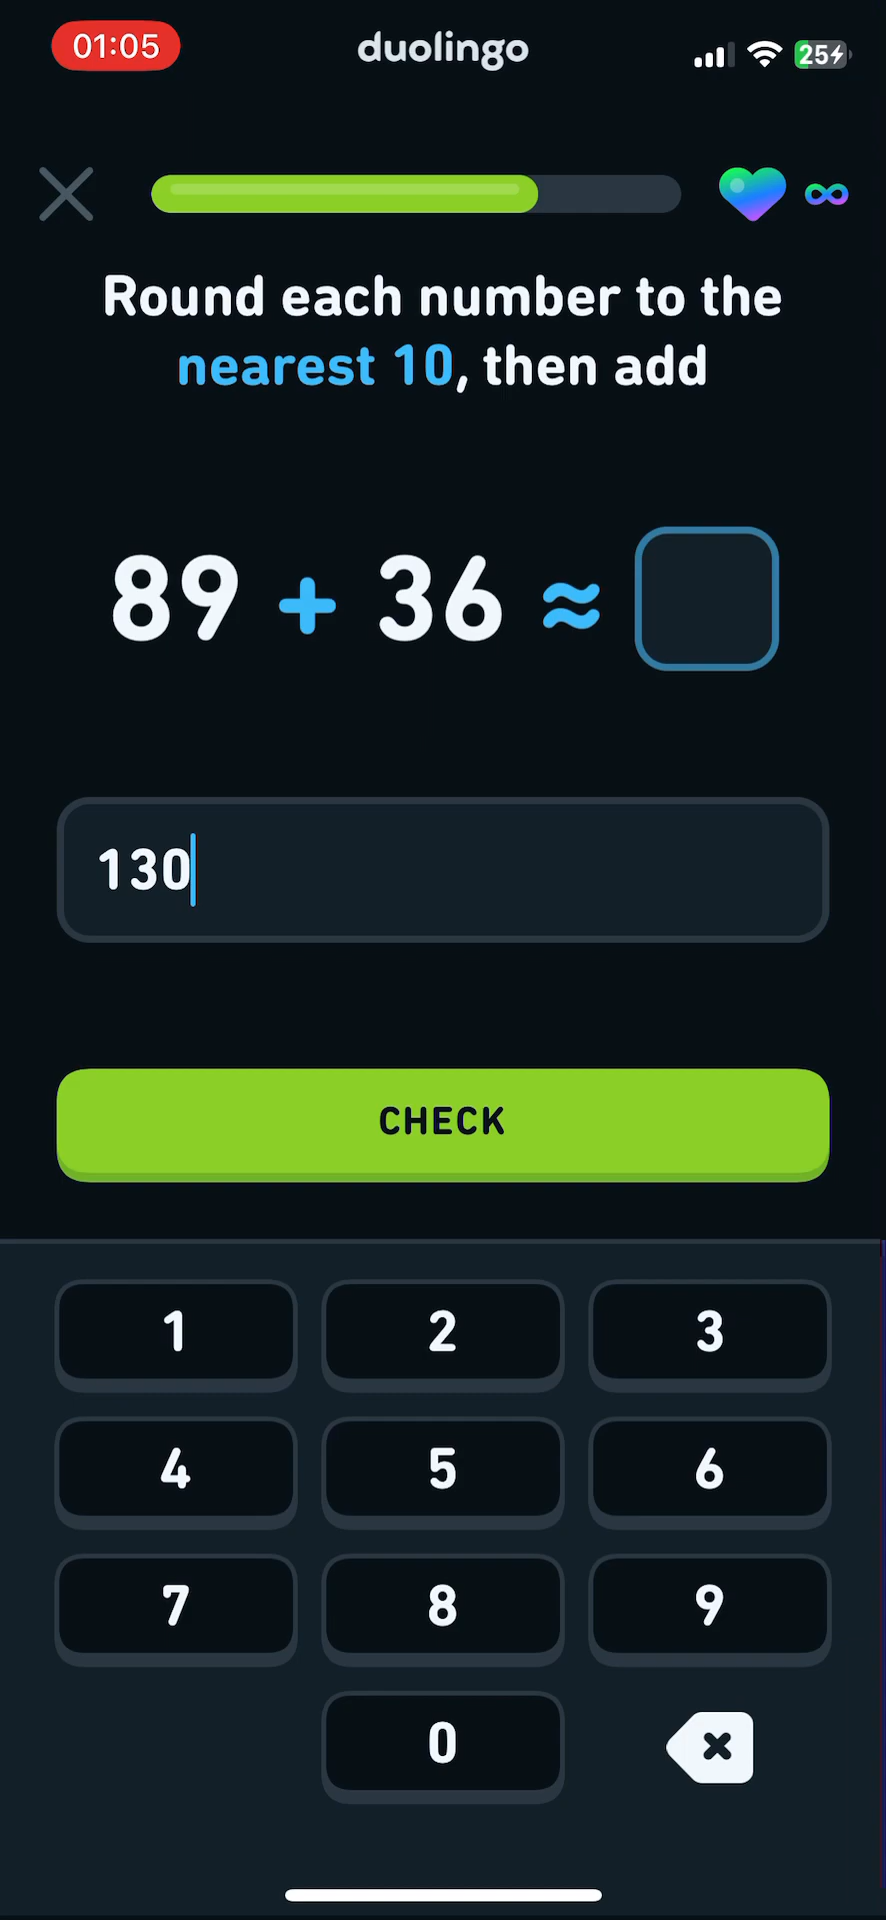 01:05
duolingo
25
Round each number to the
nearest 10, then add
89 + 36 ≈
130
CHECK
1 2 3
4 5 6
7 8 9
0